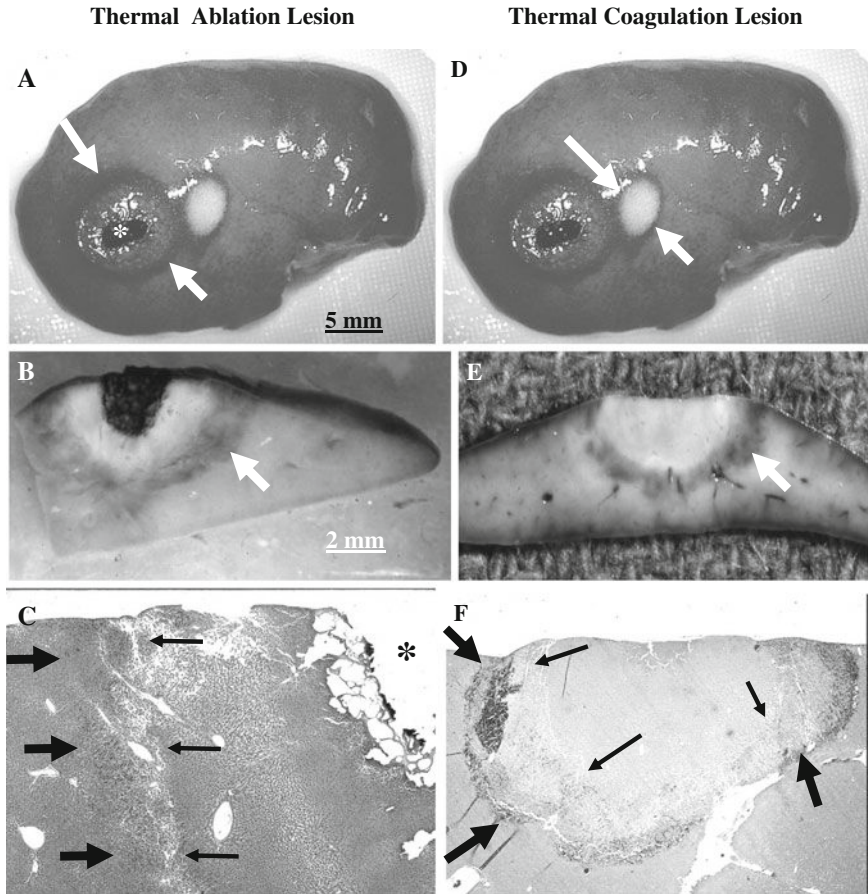 Thermal Ablation Lesion
Thermal Coagulation Lesion
A
D
*
5 mm
B
E
2 mm
C
F
*